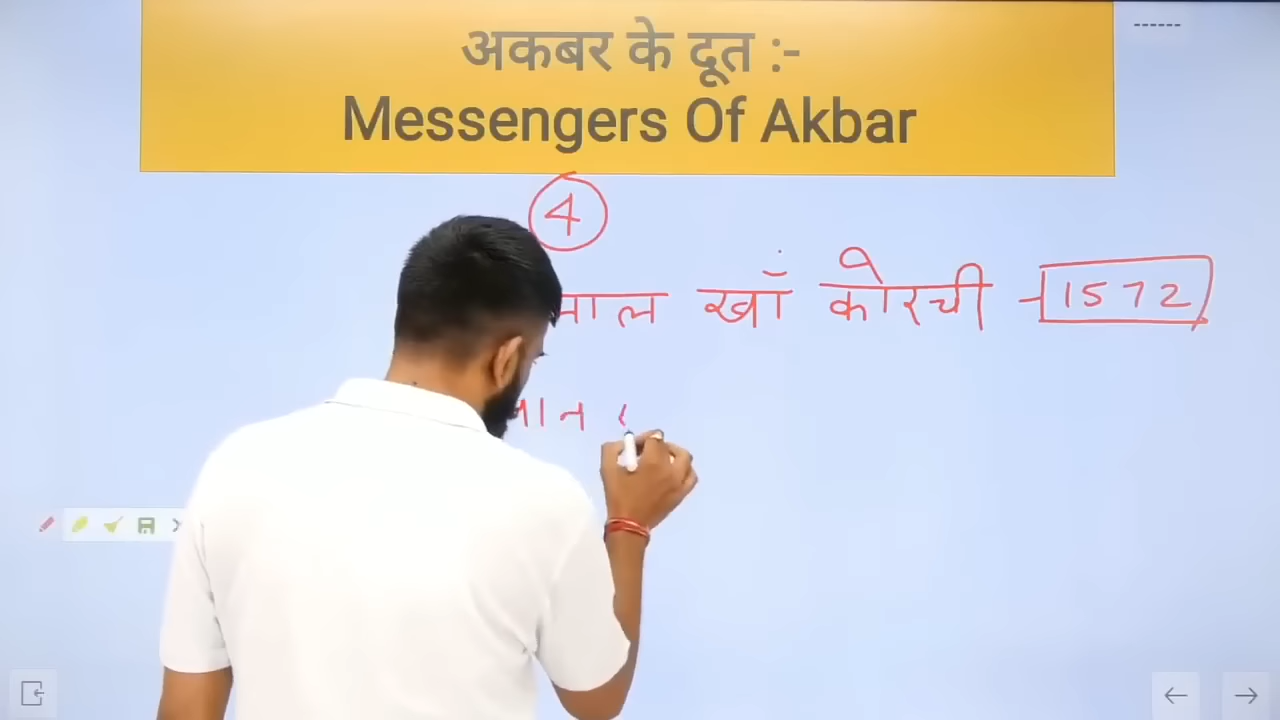 अकबर के दूत :-
Messengers Of Akbar
------
4
खाँ कोरची - 1572